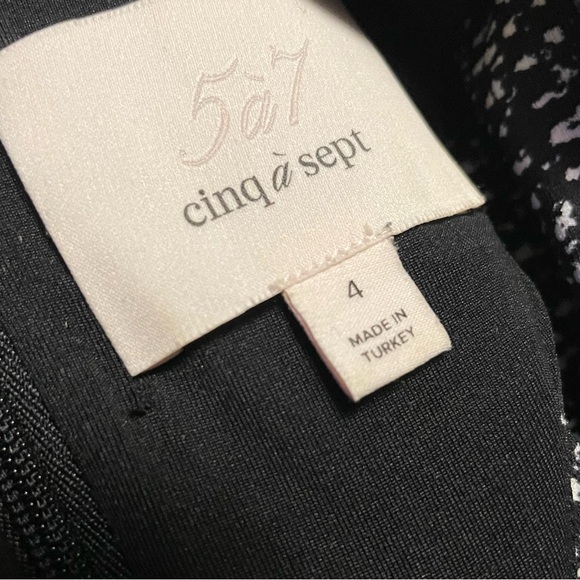 5à7
cinq à sept
4
MADE IN
TURKEY